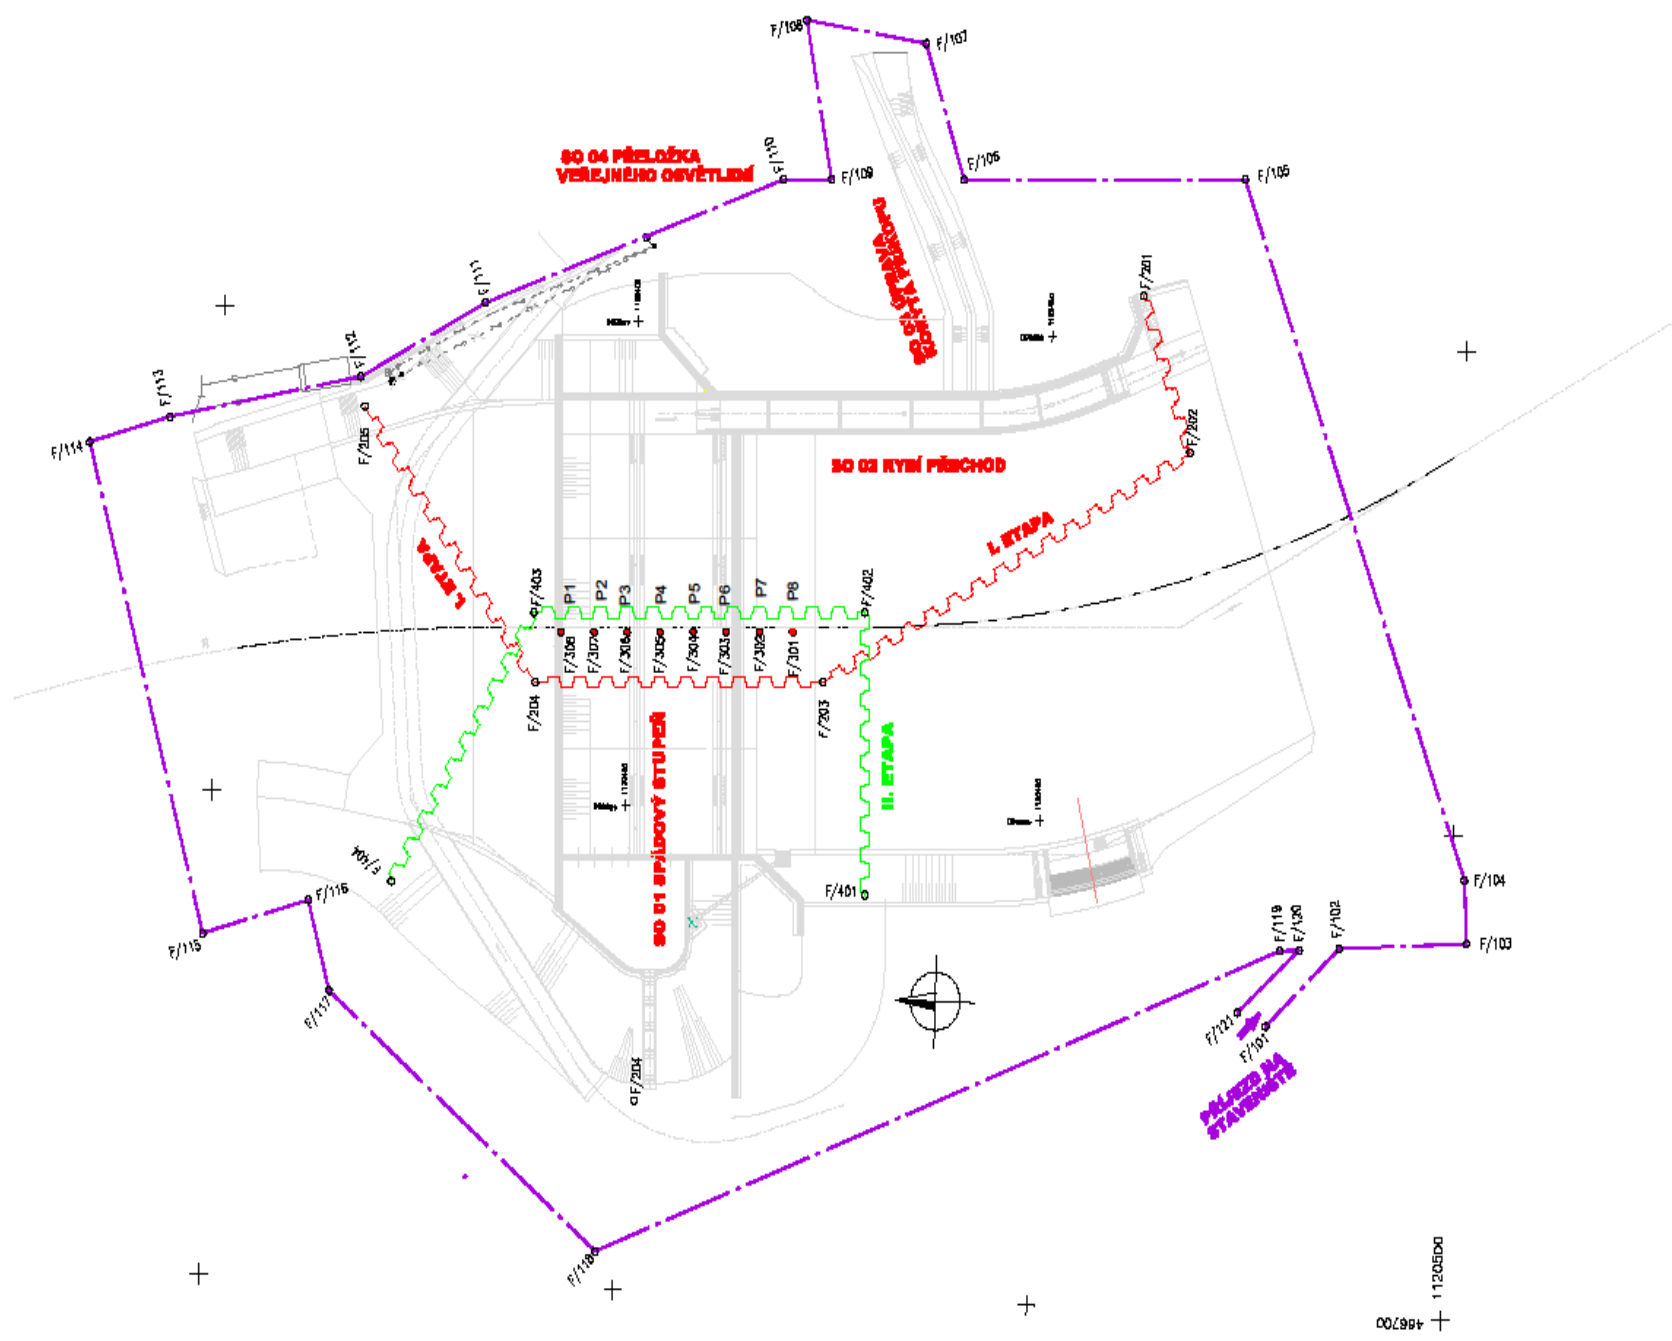 F/108
F/107
SO 04 PŘELOŽKA
VEŘEJNÉHO OSVĚTLENÍ
F/110
F/109
F/106
F/105
F/111
F/201
F/112
F/113
F/114
F/205
F/202
SO 02 RYBÍ PŘECHOD
I. ETAPA
I. ETAPA
F/403
P1
P2
P3
P4
P5
P6
P7
P8
F/402
F/308
F/307
F/306
F/305
F/304
F/303
F/302
F/301
F/204
F/203
SO 01 SPÁDOVÝ STUPEŇ
II. ETAPA
F/404
F/401
F/104
F/116
F/115
F/119
F/120
F/102
F/103
F/117
F/121
F/101
PŘÍJEZD NA
STAVENIŠTĚ
F/204
F/118
1120500
466700